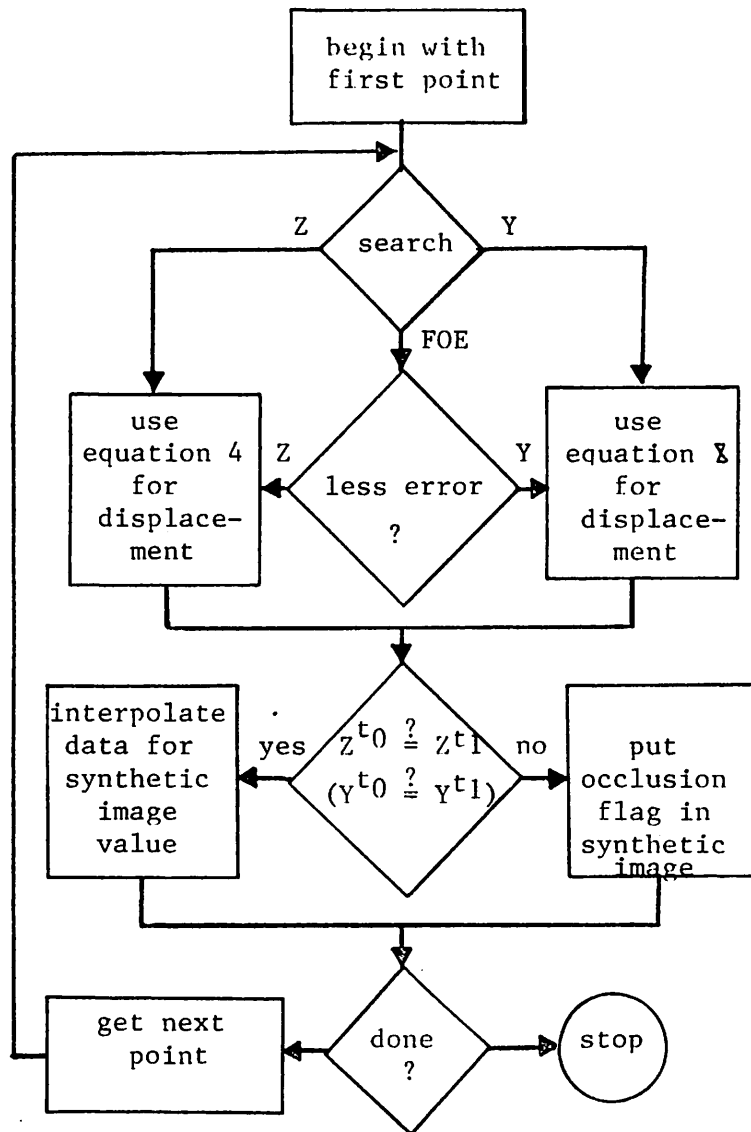 begin with
first point
Z
search
Y
FOE
use
equation 4
for
displace-
ment
Z
less error
?
Y
use
equation 8
for
displace-
ment
interpolate
data for
synthetic
image
value
yes
Z^t0 ?= Z^t1
(Y^t0 ?= Y^t1)
no
put
occlusion
flag in
synthetic
image
get next
point
done
?
stop